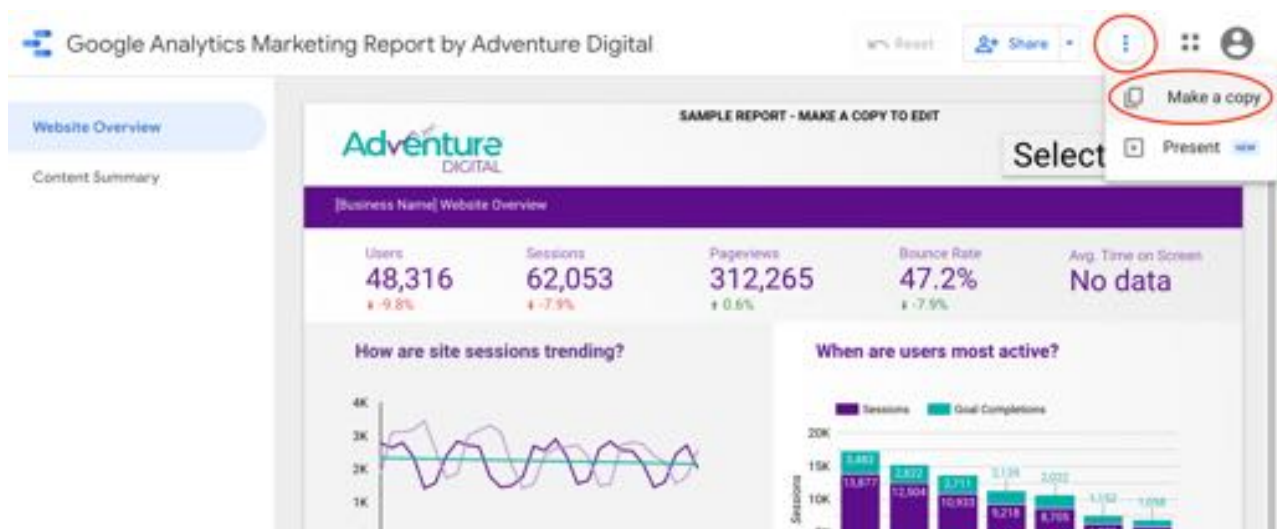 Google Analytics Marketing Report by Adventure Digital
Reset
Share
Make a copy
Present NEW
Website Overview
Content Summary
SAMPLE REPORT - MAKE A COPY TO EDIT
Adventure
DIGITAL
Select
[Business Name] Website Overview
Users
48,316
-9.8%
Sessions
62,053
-7.9%
Pageviews
312,265
0.6%
Bounce Rate
47.2%
-7.9%
Avg. Time on Screen
No data
How are site sessions trending?
4K
3K
2K
1K
When are users most active?
Sessions
Goal Completions
20K
15K
10K
Sessions
3,482
13,877
2,822
12,504
2,711
10,933
2,139
9,218
2,022
8,705
1,152
1,098